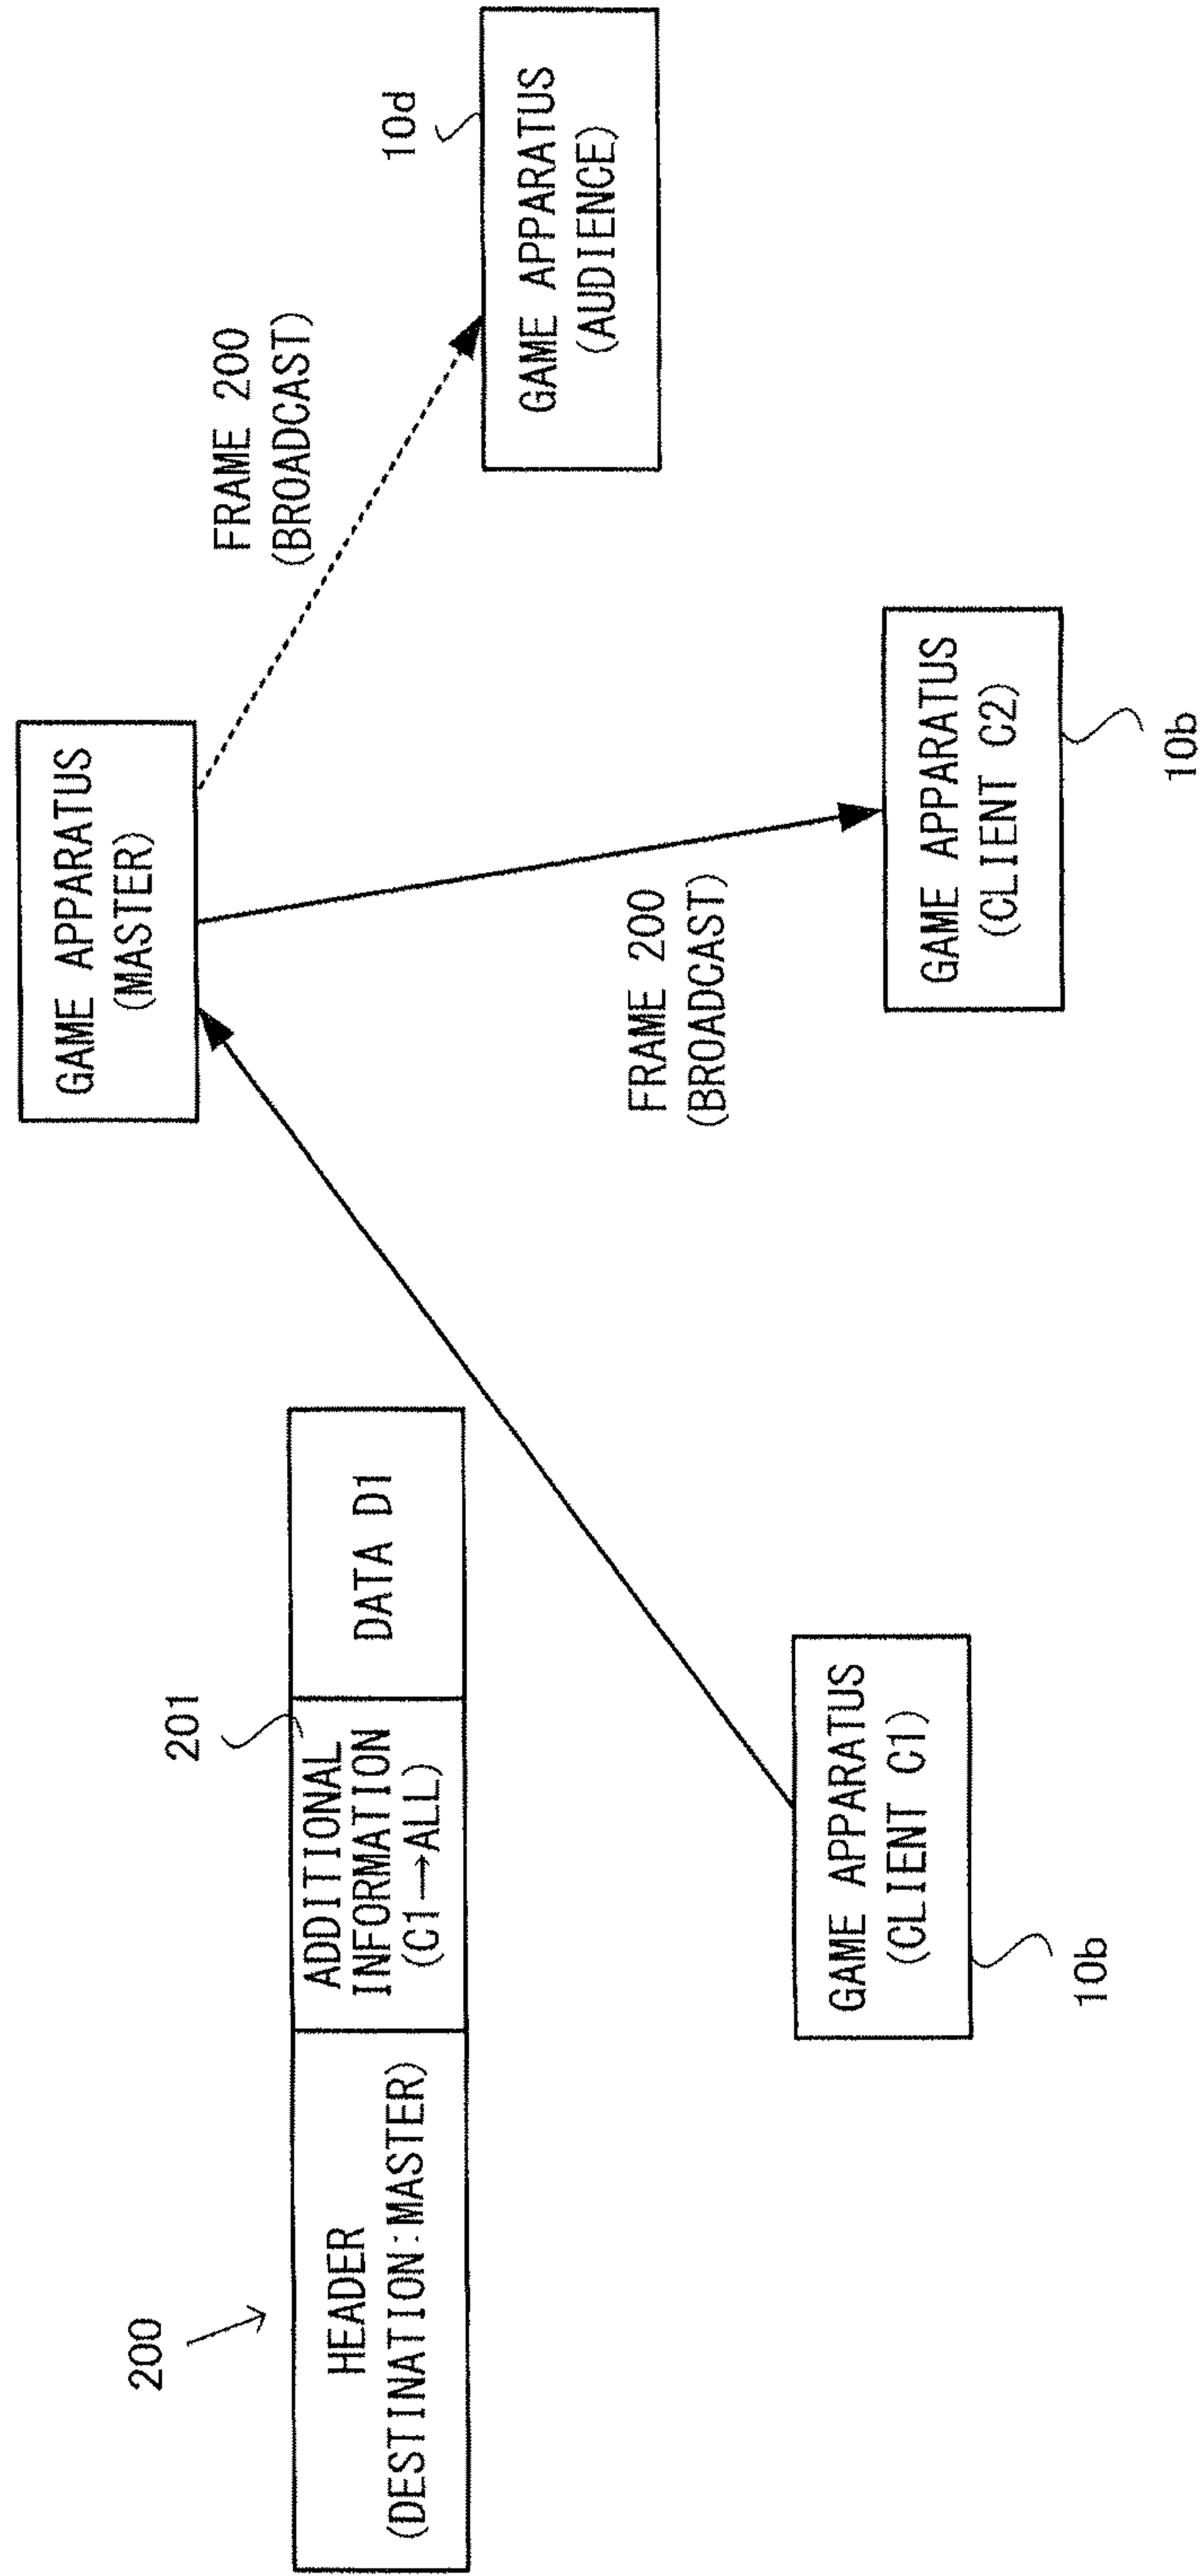 200
HEADER
(DESTINATION:MASTER)
201
ADDITIONAL
INFORMATION
(C1→ALL)
DATA D1
GAME APPARATUS
(MASTER)
FRAME 200
(BROADCAST)
10d
GAME APPARATUS
(AUDIENCE)
FRAME 200
(BROADCAST)
GAME APPARATUS
(CLIENT C1)
10b
GAME APPARATUS
(CLIENT C2)
10b